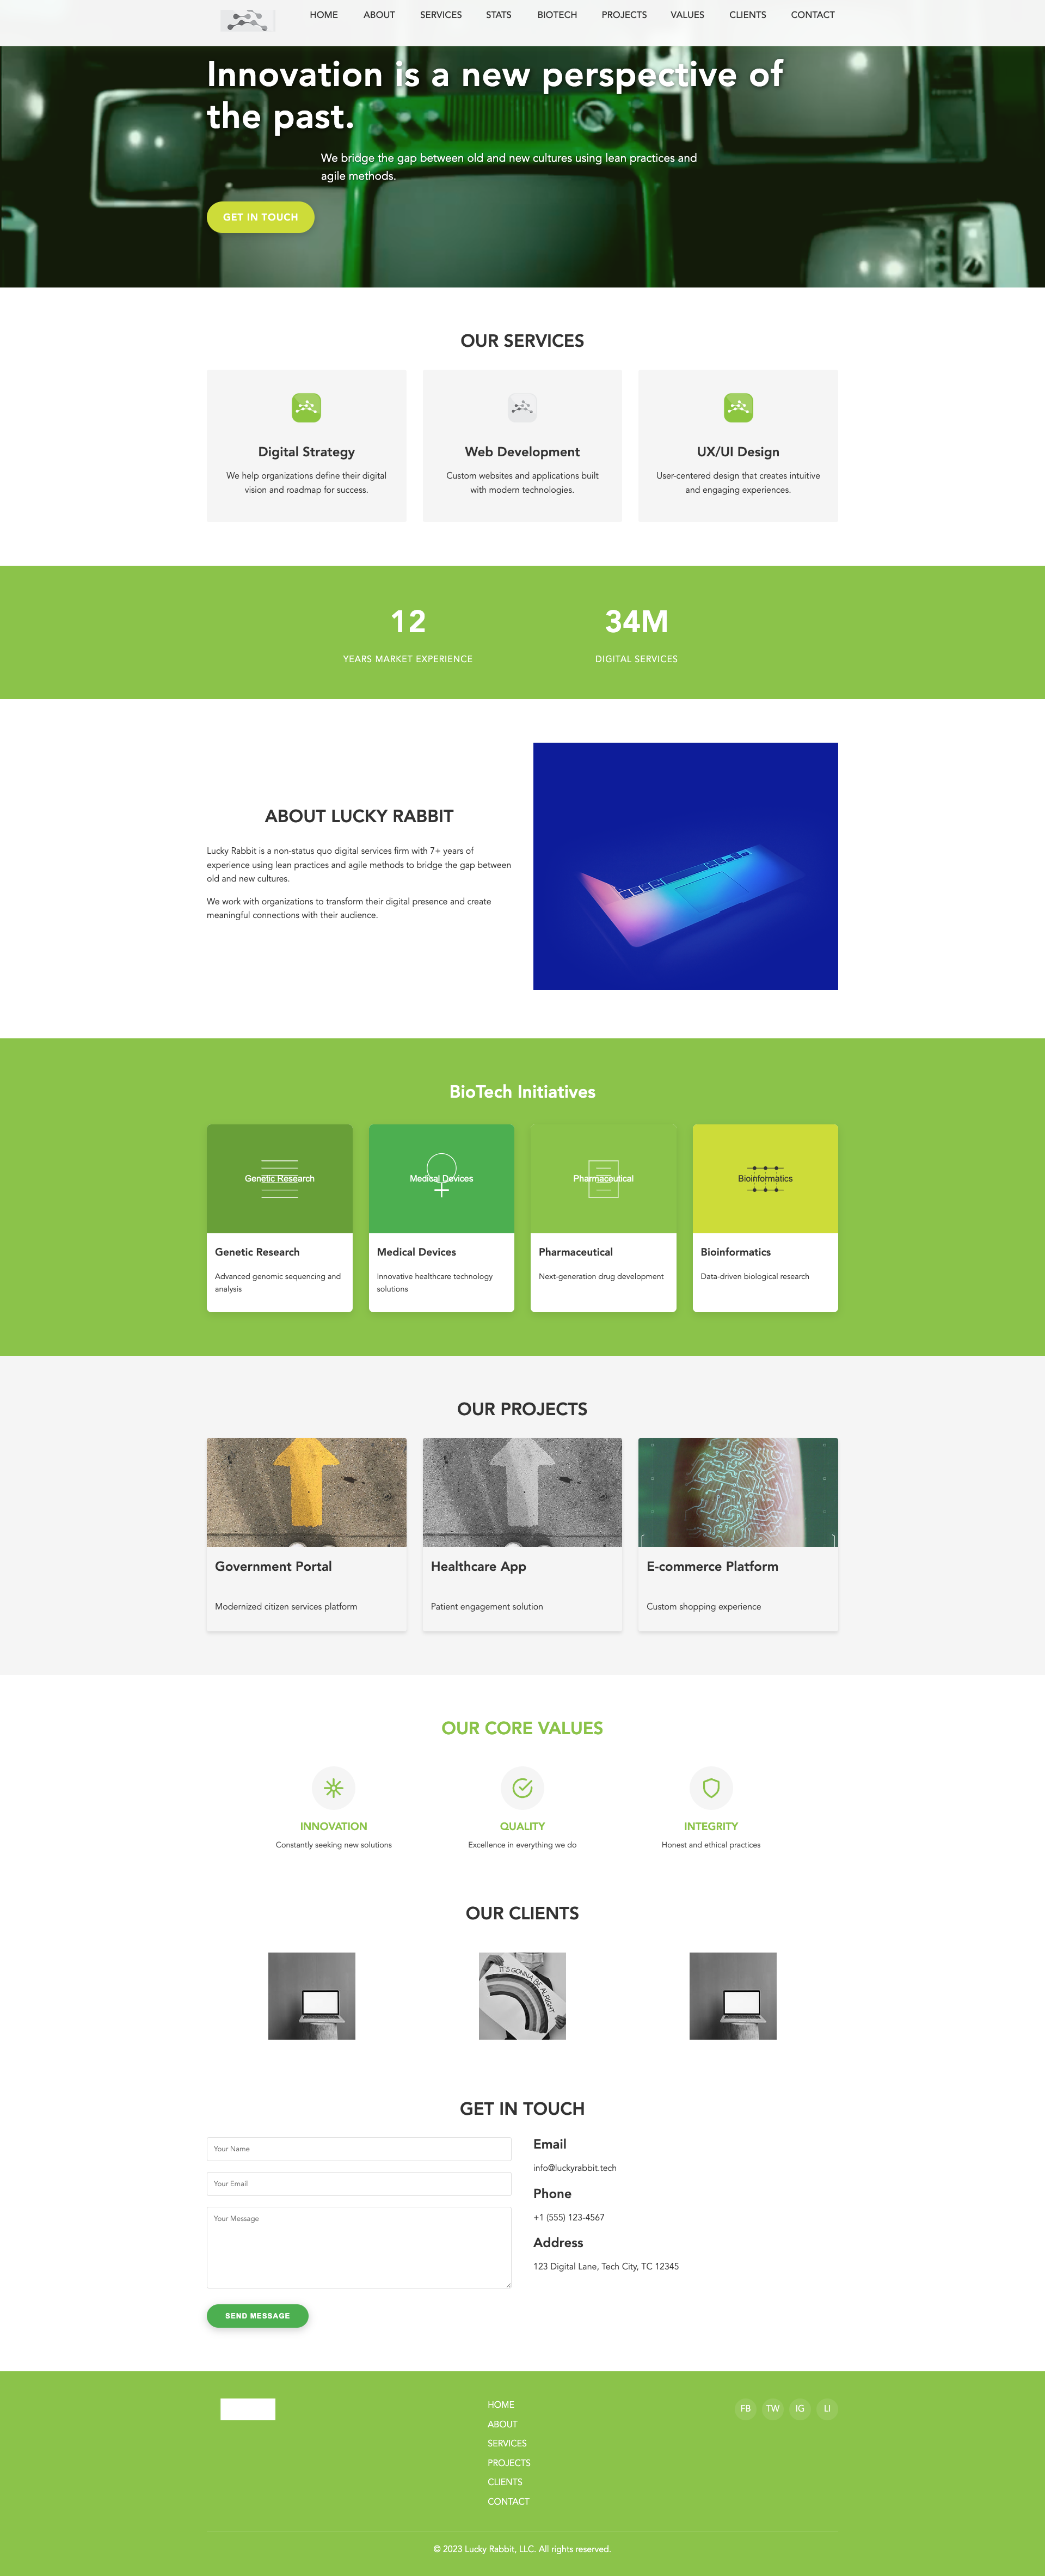 HOME ABOUT SERVICES STATS BIOTECH PROJECTS VALUES CLIENTS CONTACT
Innovation is a new perspective of
the past.
We bridge the gap between old and new cultures using lean practices and
agile methods.
GET IN TOUCH
OUR SERVICES
Digital Strategy
We help organizations define their digital
vision and roadmap for success.
Web Development
Custom websites and applications built
with modern technologies.
UX/UI Design
User-centered design that creates intuitive
and engaging experiences.
12
YEARS MARKET EXPERIENCE
34M
DIGITAL SERVICES
ABOUT LUCKY RABBIT
Lucky Rabbit is a non-status quo digital services firm with 7+ years of
experience using lean practices and agile methods to bridge the gap between
old and new cultures.
We work with organizations to transform their digital presence and create
meaningful connections with their audience.
BioTech Initiatives
Genetic Research
Genetic Research
Advanced genomic sequencing and
analysis
Medical Devices
Medical Devices
Innovative healthcare technology
solutions
Pharmaceutical
Pharmaceutical
Next-generation drug development
Bioinformatics
Bioinformatics
Data-driven biological research
OUR PROJECTS
Government Portal
Modernized citizen services platform
Healthcare App
Patient engagement solution
E-commerce Platform
Custom shopping experience
OUR CORE VALUES
INNOVATION
Constantly seeking new solutions
QUALITY
Excellence in everything we do
INTEGRITY
Honest and ethical practices
OUR CLIENTS
IT'S GONNA BE ALRIGHT
GET IN TOUCH
Your Name
Your Email
Your Message
SEND MESSAGE
Email
info@luckyrabbit.tech
Phone
+1 (555) 123-4567
Address
123 Digital Lane, Tech City, TC 12345
HOME
ABOUT
SERVICES
PROJECTS
CLIENTS
CONTACT
FB TW IG LI
© 2023 Lucky Rabbit, LLC. All rights reserved.